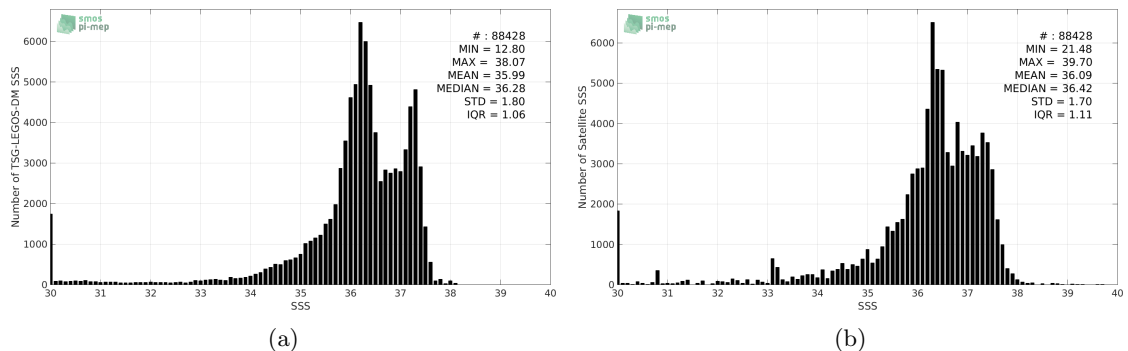 smos
pi-mep
# : 88428
MIN = 12.80
MAX = 38.07
MEAN = 35.99
MEDIAN = 36.28
STD = 1.80
IQR = 1.06
Number of TSG-LEGOS-DM SSS
6000
5000
4000
3000
2000
1000
0
30 31 32 33 34 35 36 37 38 39 40
SSS
(a)
smos
pi-mep
# : 88428
MIN = 21.48
MAX = 39.70
MEAN = 36.09
MEDIAN = 36.42
STD = 1.70
IQR = 1.11
Number of Satellite SSS
6000
5000
4000
3000
2000
1000
0
30 31 32 33 34 35 36 37 38 39 40
SSS
(b)